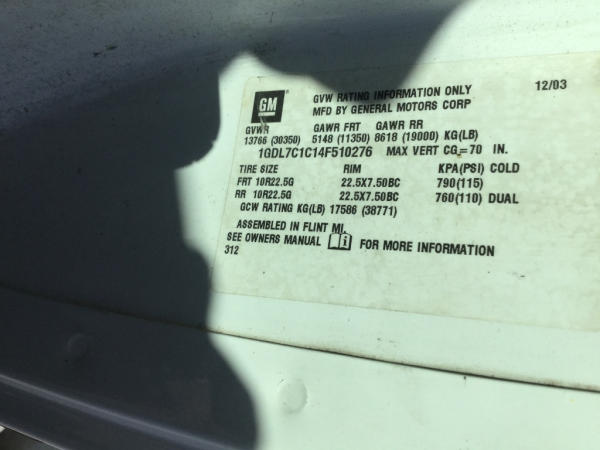 GM
GVW RATING INFORMATION ONLY 12/03
MFD BY GENERAL MOTORS CORP
GVWR GAWR FRT GAWR RR
13766 (30350) 5148 (11350) 8618 (19000) KG(LB)
1GDL7C1C14F510276 MAX VERT CG=70 IN.
TIRE SIZE RIM KPA(PSI) COLD
FRT 10R22.5G 22.5X7.50BC 790(115)
RR 10R22.5G 22.5X7.50BC 760(110) DUAL
GCW RATING KG(LB) 17586 (38771)
ASSEMBLED IN FLINT MI.
SEE OWNERS MANUAL i FOR MORE INFORMATION
312